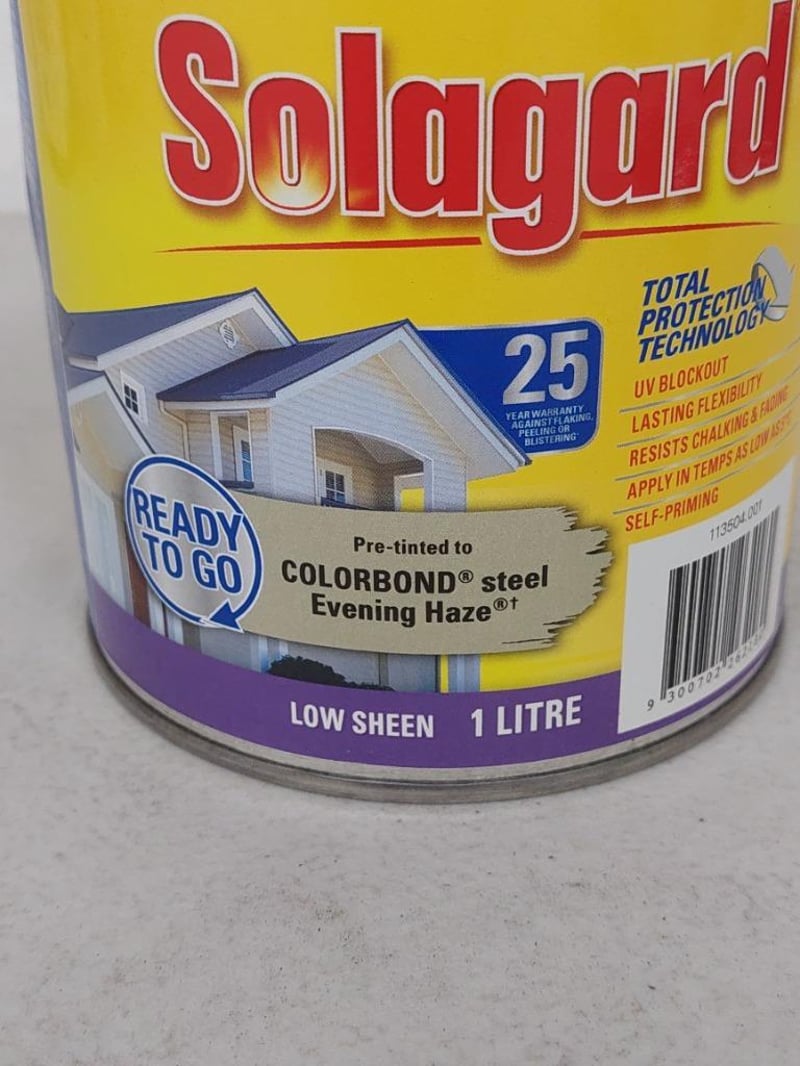 Solagard
TOTAL
PROTECTION
TECHNOLOGY
25
YEAR WARRANTY
AGAINST FLAKING,
PEELING OR
BLISTERING
UV BLOCKOUT
LASTING FLEXIBILITY
RESISTS CHALKING & FADING
APPLY IN TEMPS AS LOW AS
SELF-PRIMING
READY
TO GO
Pre-tinted to
COLORBOND® steel
Evening Haze®†
113504.001
9 300702
LOW SHEEN 1 LITRE